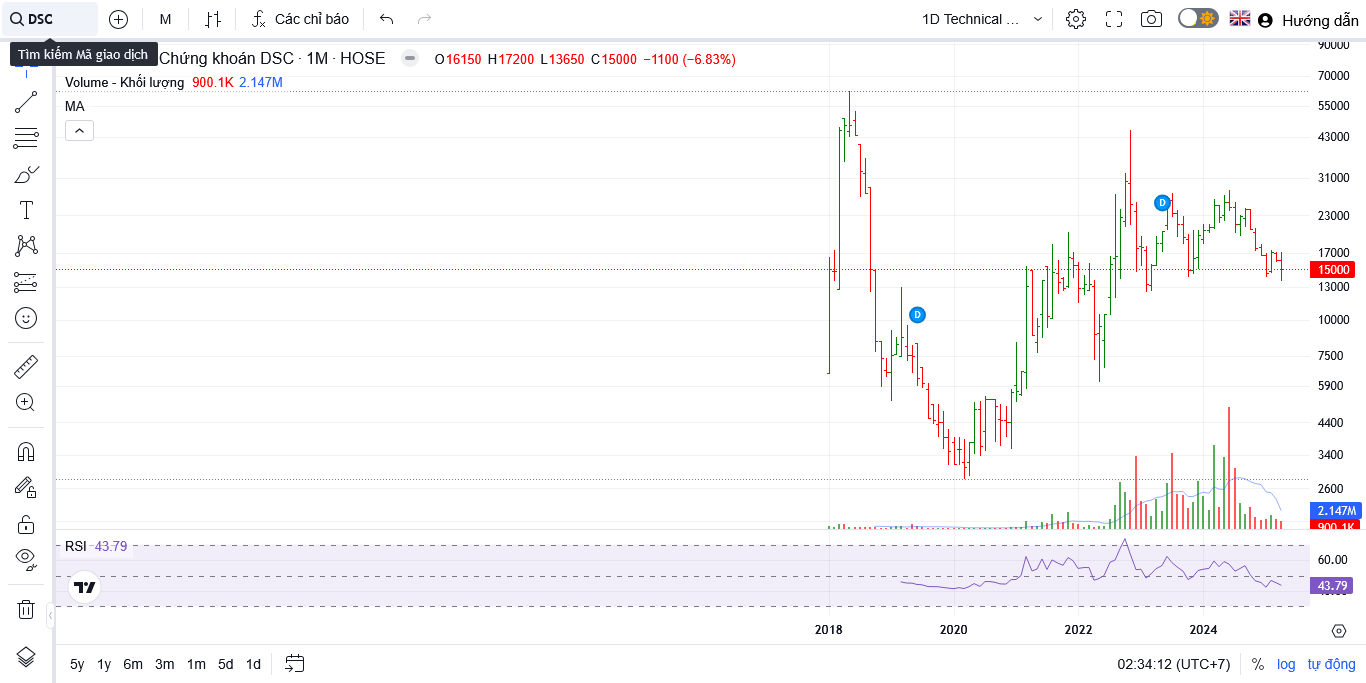 DSC
M
Các chỉ báo
1D Technical ...
Hướng dẫn
Tìm kiếm Mã giao dịch
Chứng khoán DSC · 1M · HOSE
O16150 H17200 L13650 C15000 −1100 (−6.83%)
Volume - Khối lượng 900.1K 2.147M
MA
90000
70000
55000
43000
31000
23000
17000
15000
13000
10000
7500
5900
4400
3400
2600
2.147M
900.1K
D
D
RSI 43.79
60.00
43.79
2018 2020 2022 2024
5y 1y 6m 3m 1m 5d 1d
02:34:12 (UTC+7) % log tự động